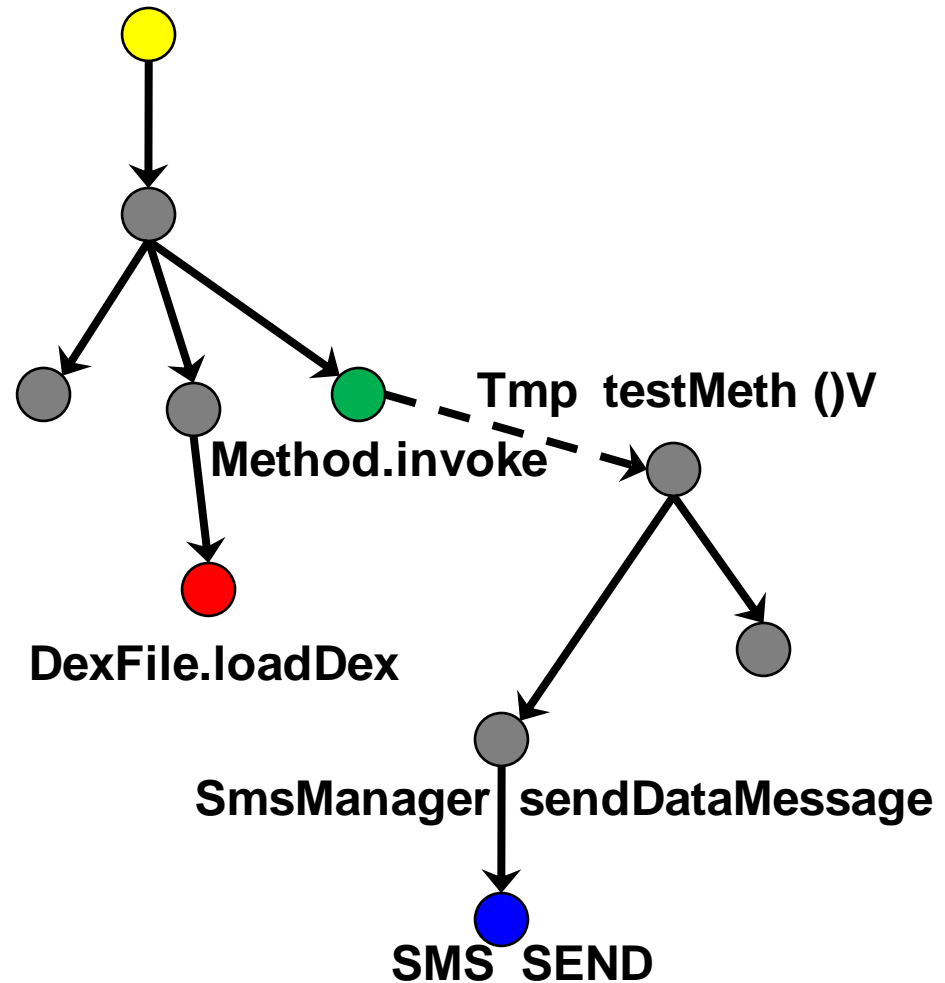 Tmp testMeth ()V
Method.invoke
DexFile.loadDex
SmsManager sendDataMessage
SMS SEND